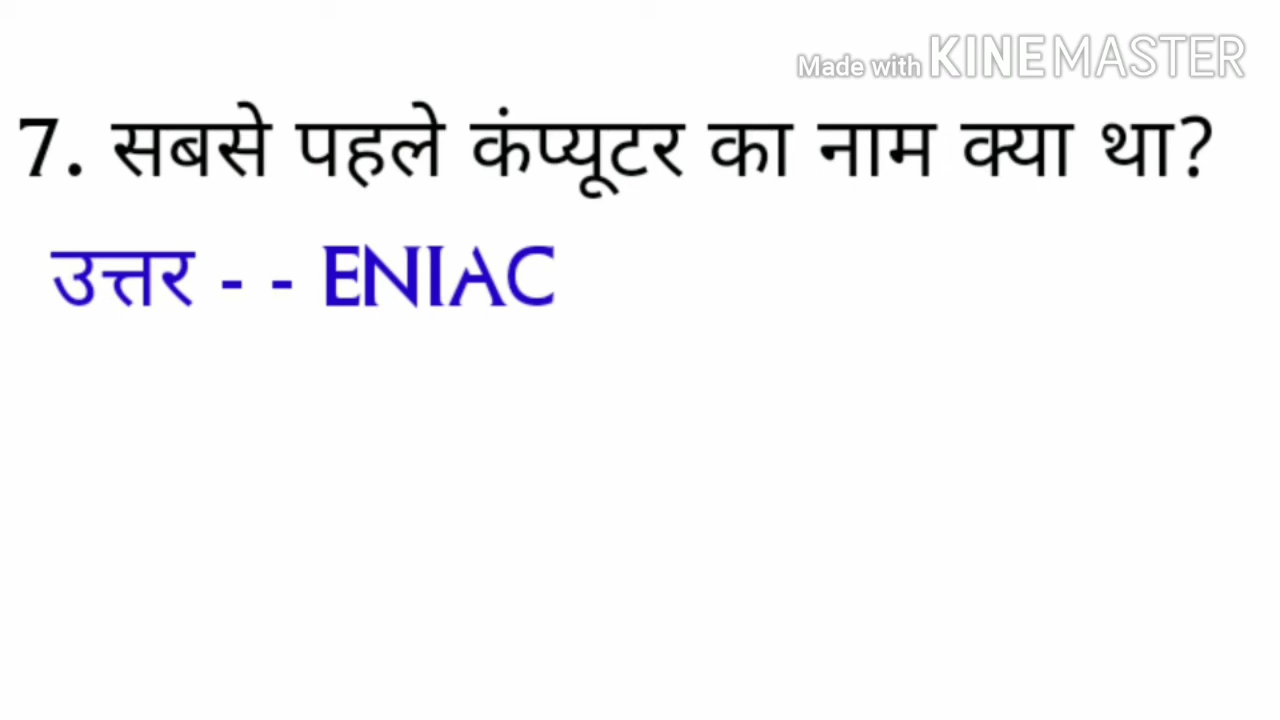 Made with KINEMASTER
7. सबसे पहले कंप्यूटर का नाम क्या था?
उत्तर - - ENIAC